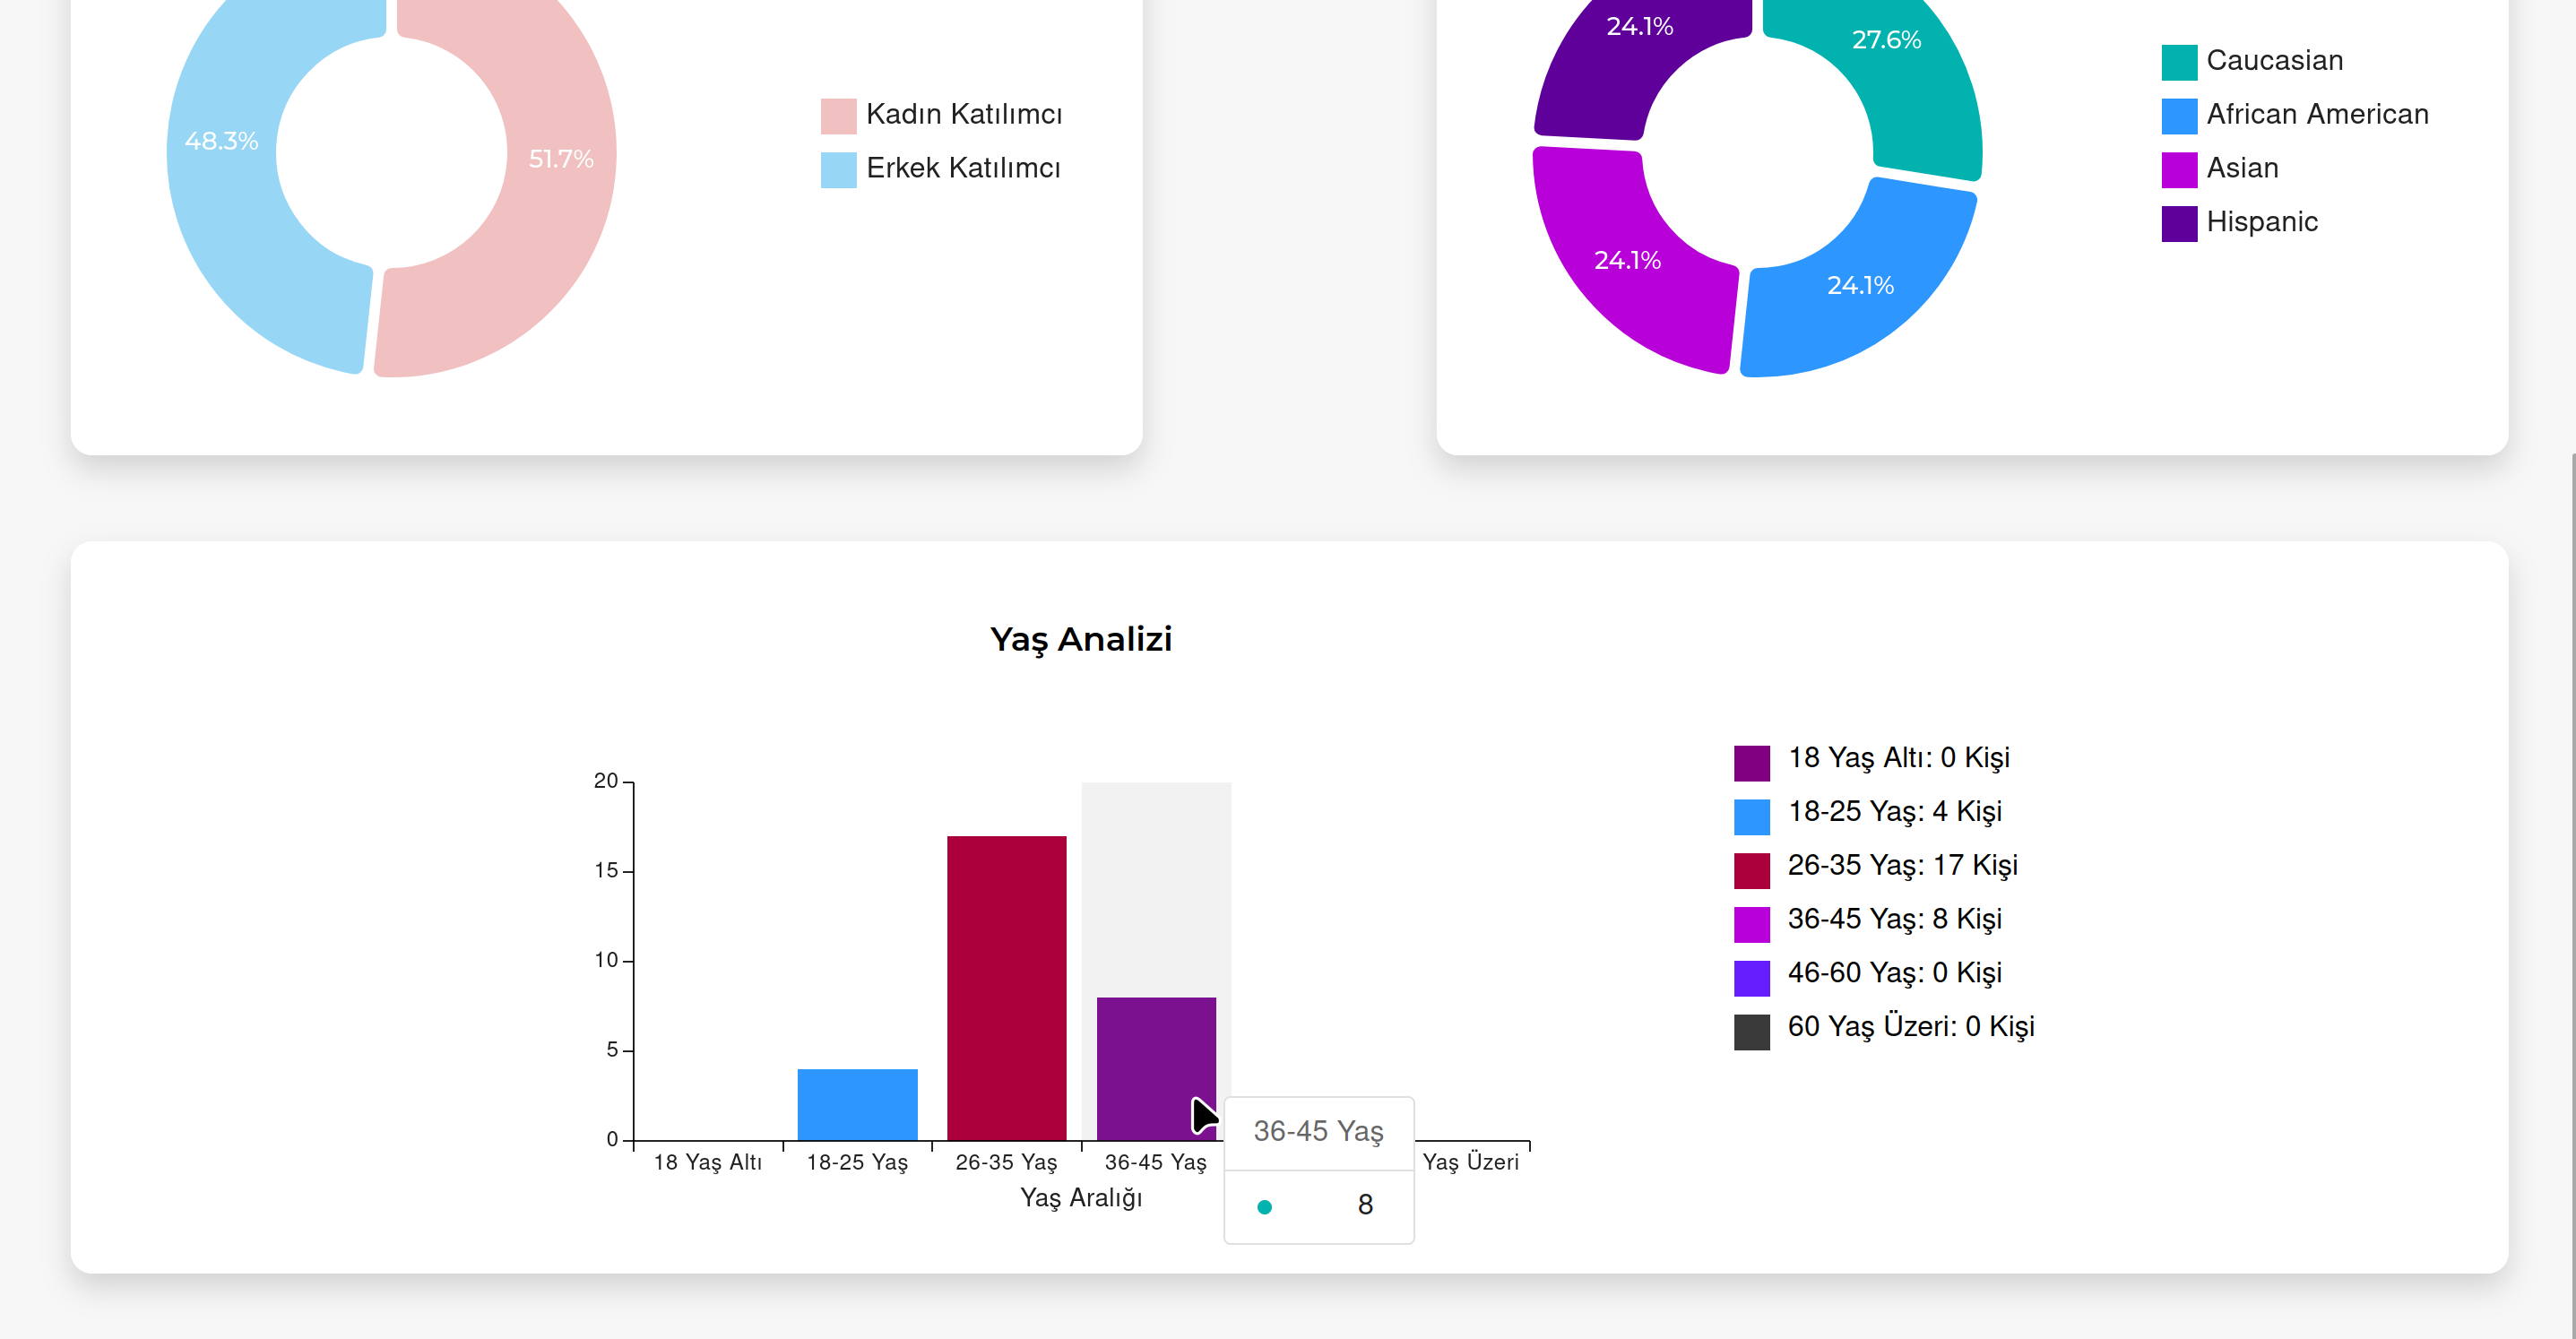 48.3%
51.7%
Kadın Katılımcı
Erkek Katılımcı
24.1%
27.6%
24.1%
24.1%
Caucasian
African American
Asian
Hispanic
Yaş Analizi
20
15
10
5
0
18 Yaş Altı
18-25 Yaş
26-35 Yaş
36-45 Yaş
Yaş Üzeri
Yaş Aralığı
36-45 Yaş
8
18 Yaş Altı: 0 Kişi
18-25 Yaş: 4 Kişi
26-35 Yaş: 17 Kişi
36-45 Yaş: 8 Kişi
46-60 Yaş: 0 Kişi
60 Yaş Üzeri: 0 Kişi